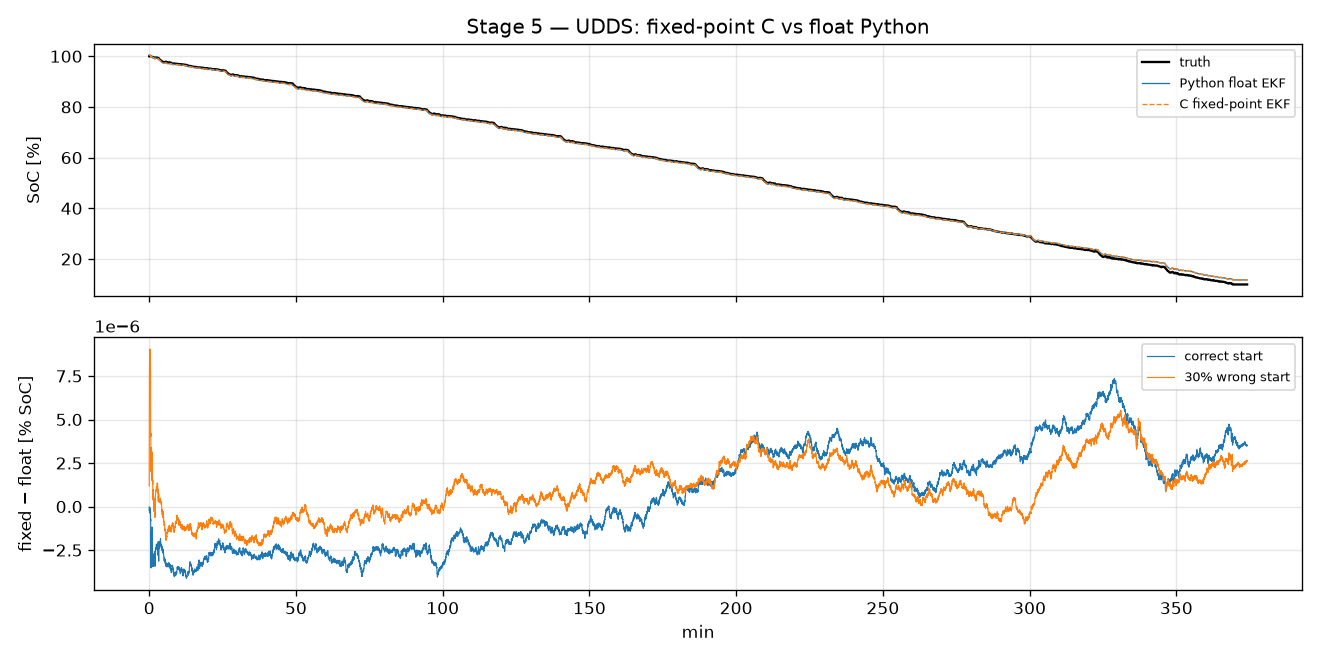 Stage 5 — UDDS: fixed-point C vs float Python
SoC [%]
100
80
60
40
20
truth
Python float EKF
C fixed-point EKF
1e−6
fixed − float [% SoC]
7.5
5.0
2.5
0.0
−2.5
correct start
30% wrong start
0 50 100 150 200 250 300 350
min